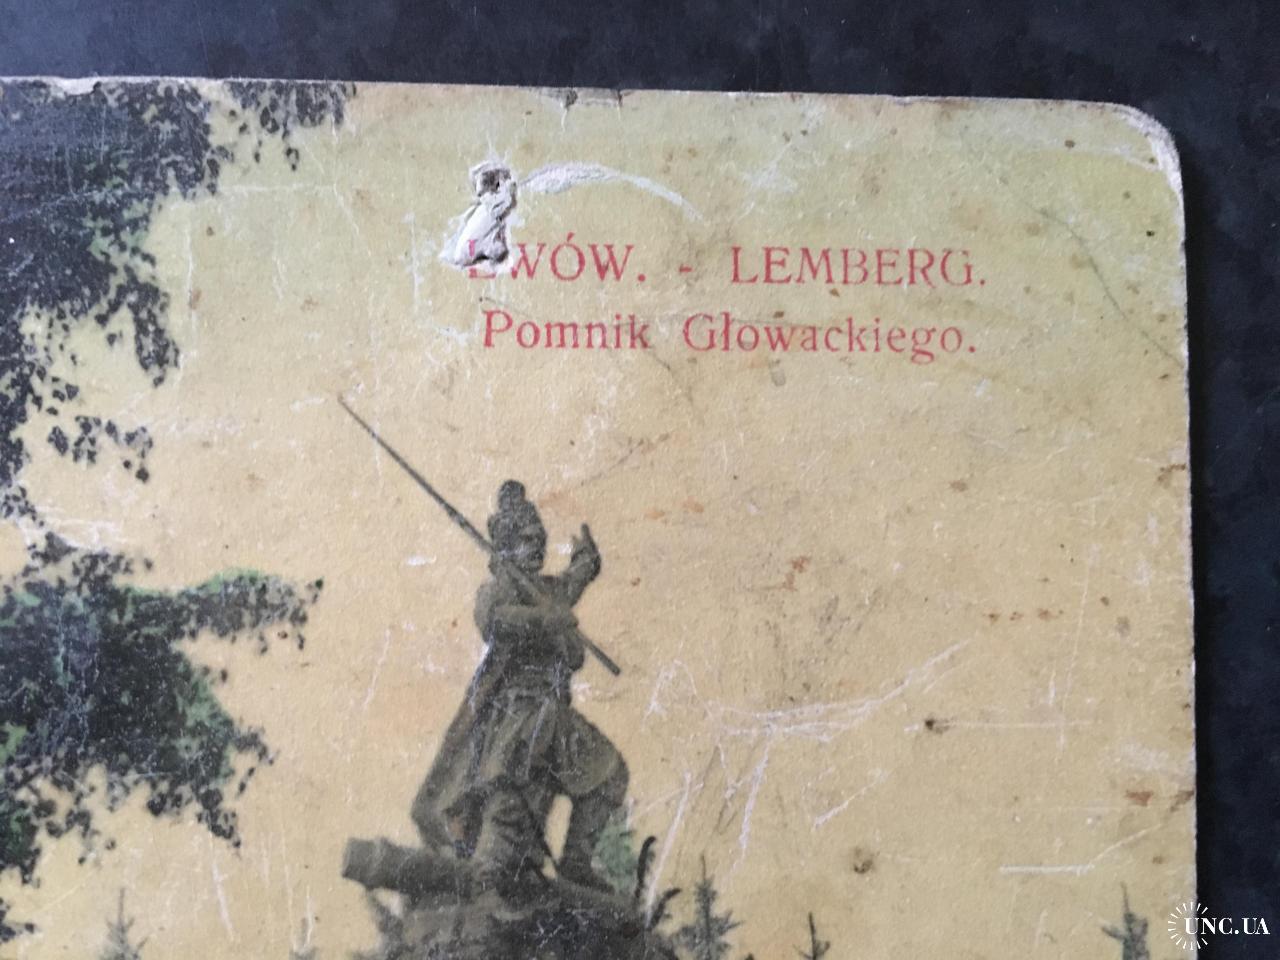 LWÓW. - LEMBERG.
Pomnik Głowackiego.
UNC.UA